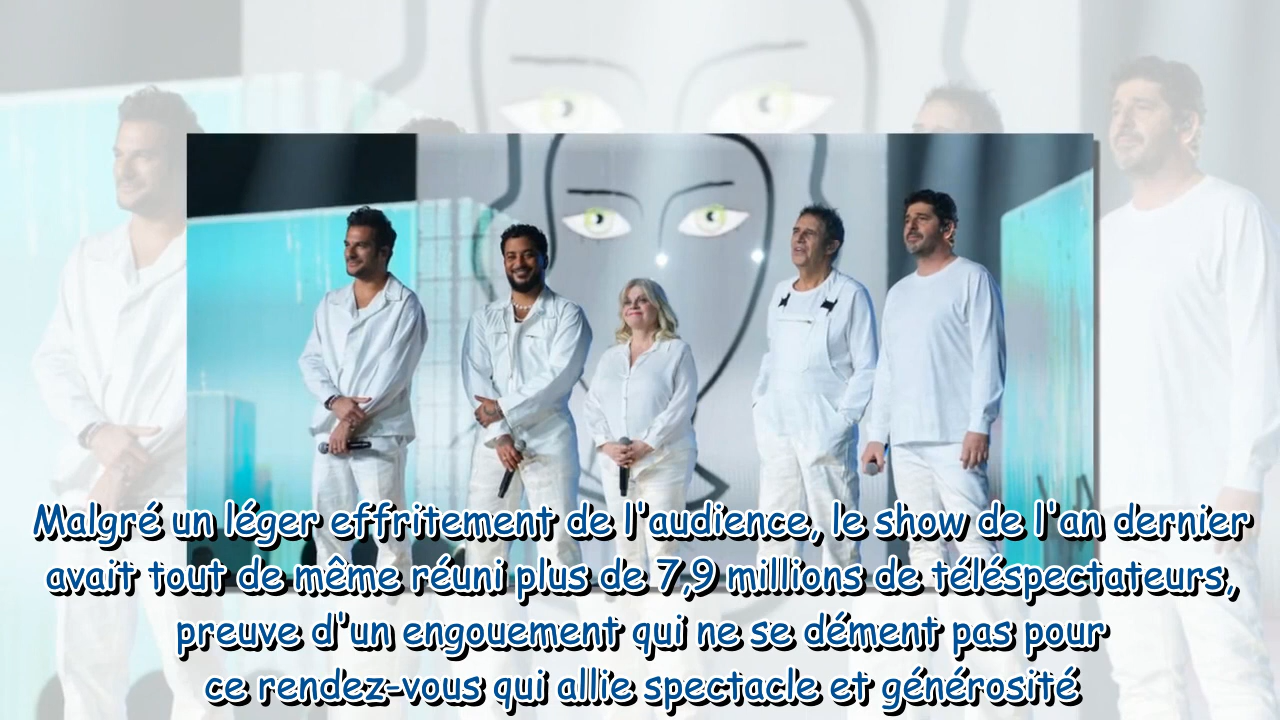 Malgré un léger effritement de l'audience, le show de l'an dernier
avait tout de même réuni plus de 7,9 millions de téléspectateurs,
preuve d'un engouement qui ne se dément pas pour
ce rendez-vous qui allie spectacle et générosité